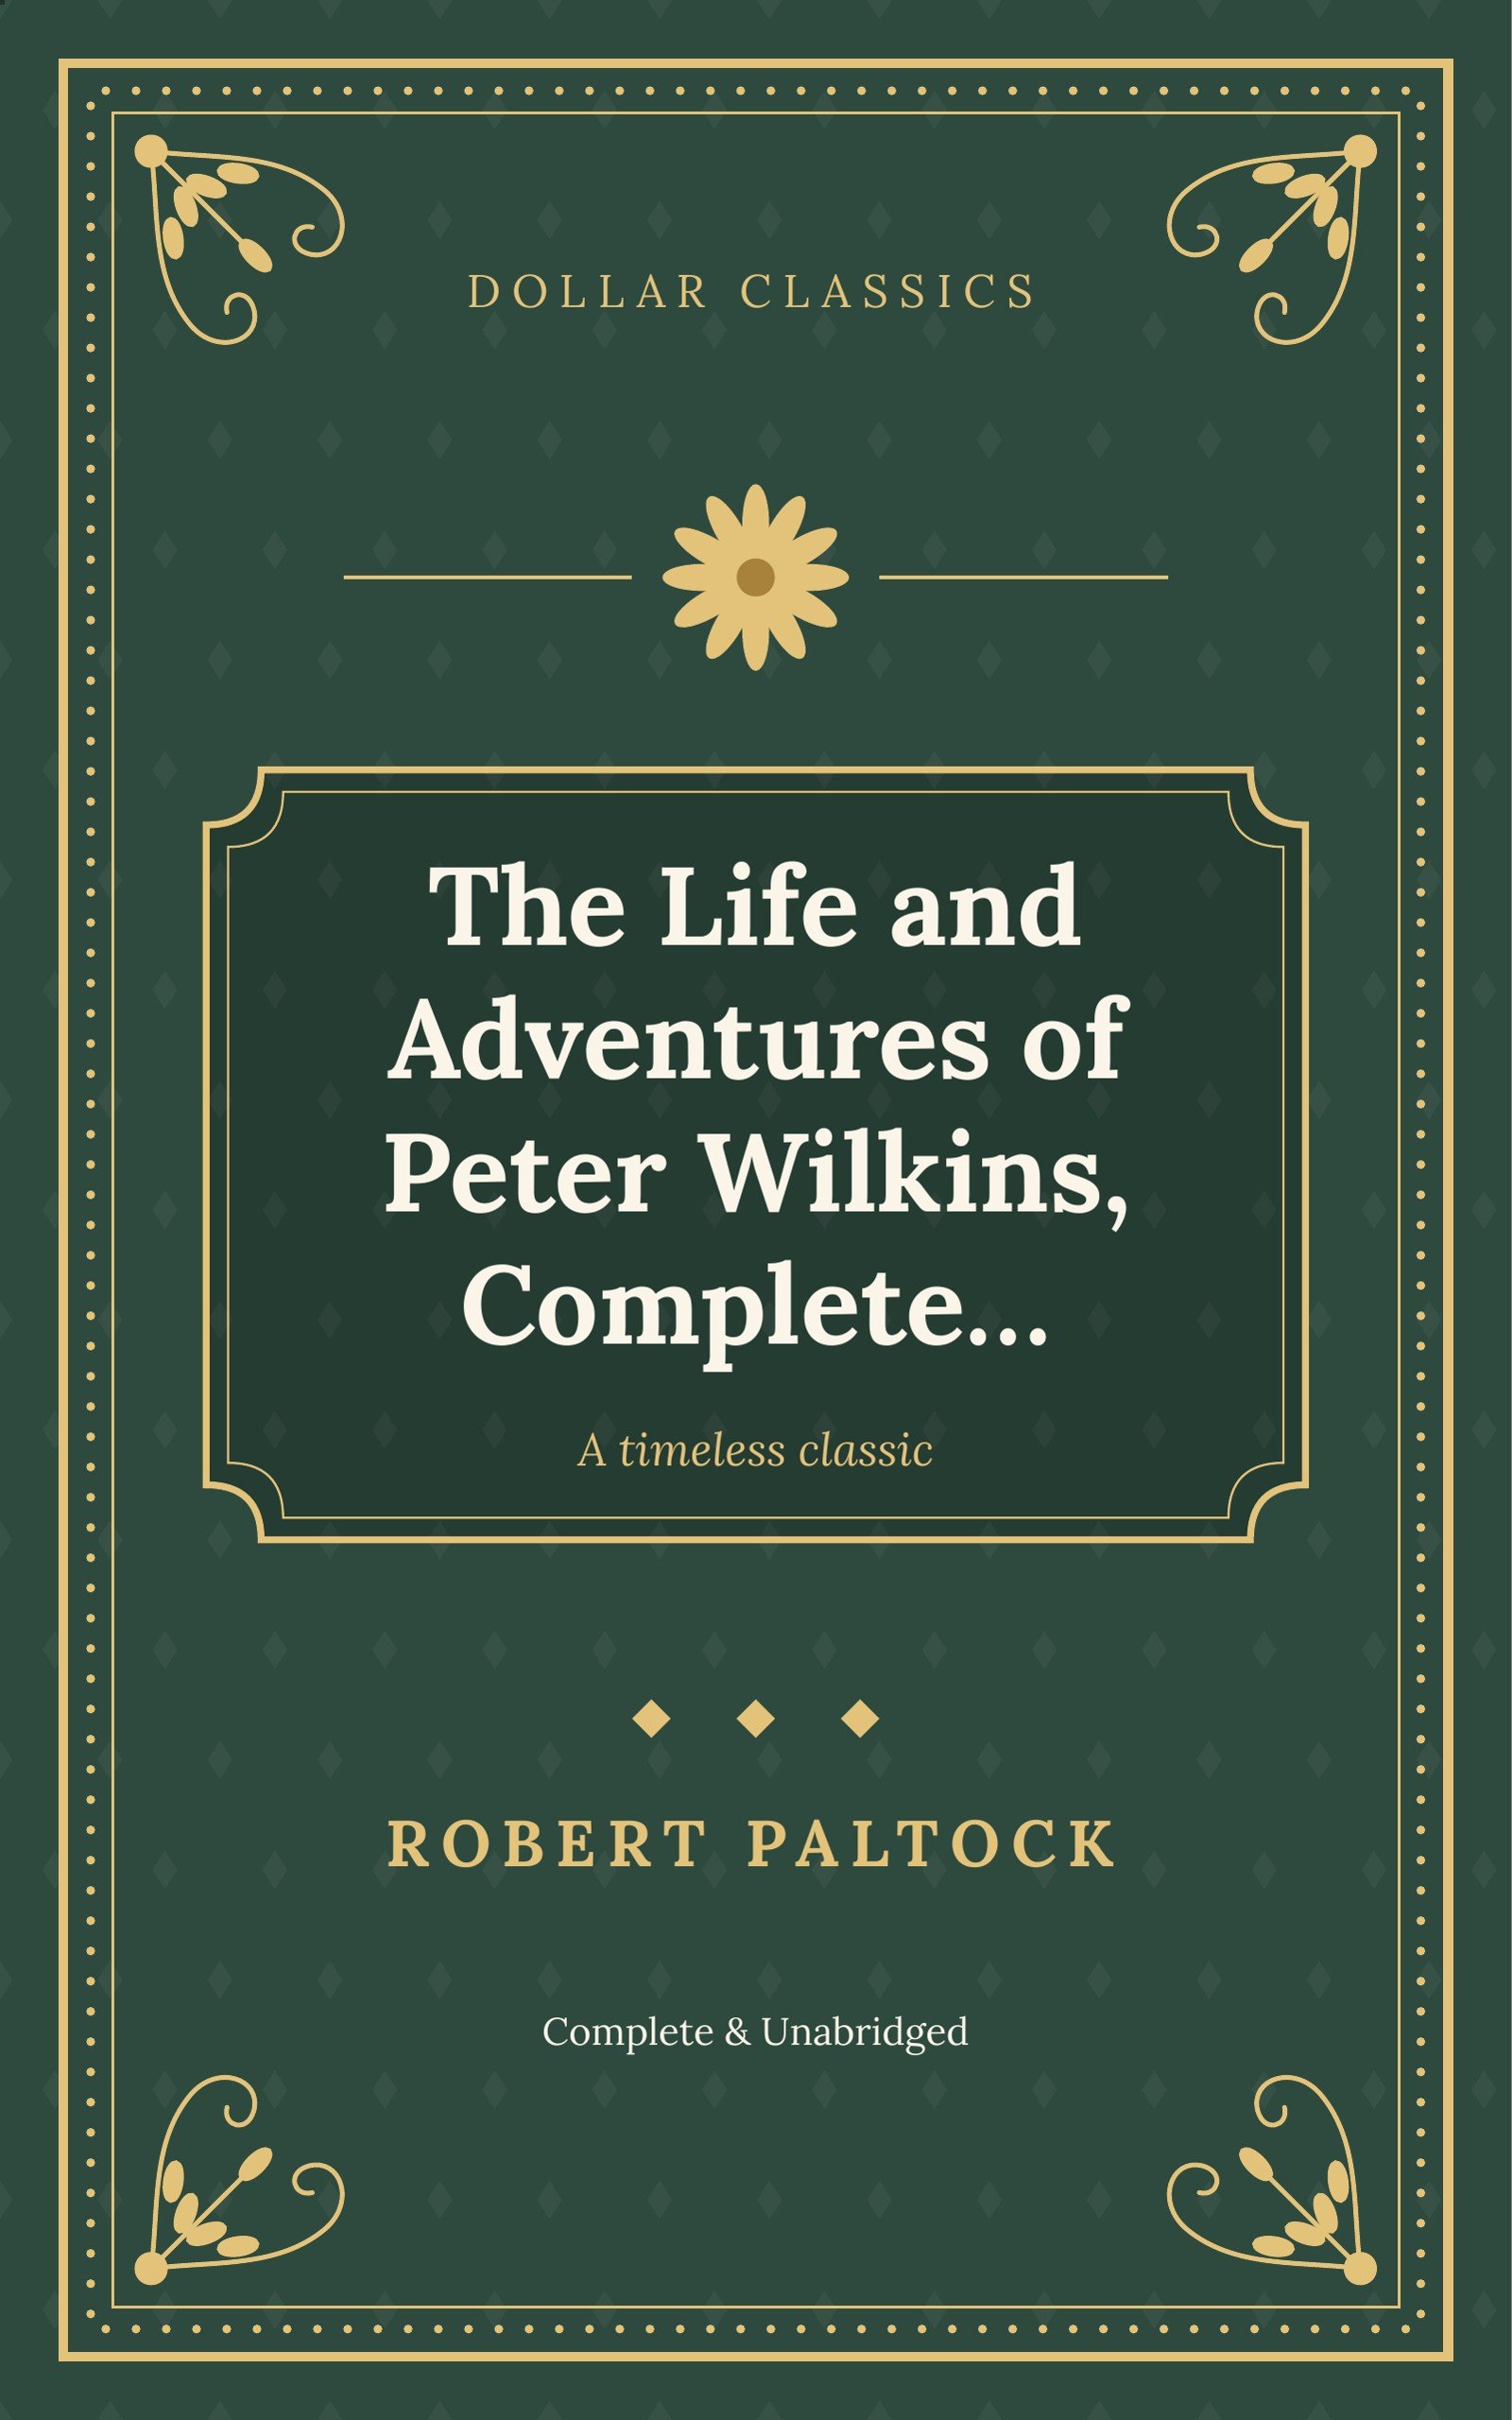 DOLLAR CLASSICS
The Life and
Adventures of
Peter Wilkins,
Complete...
A timeless classic
ROBERT PALTOCK
Complete & Unabridged